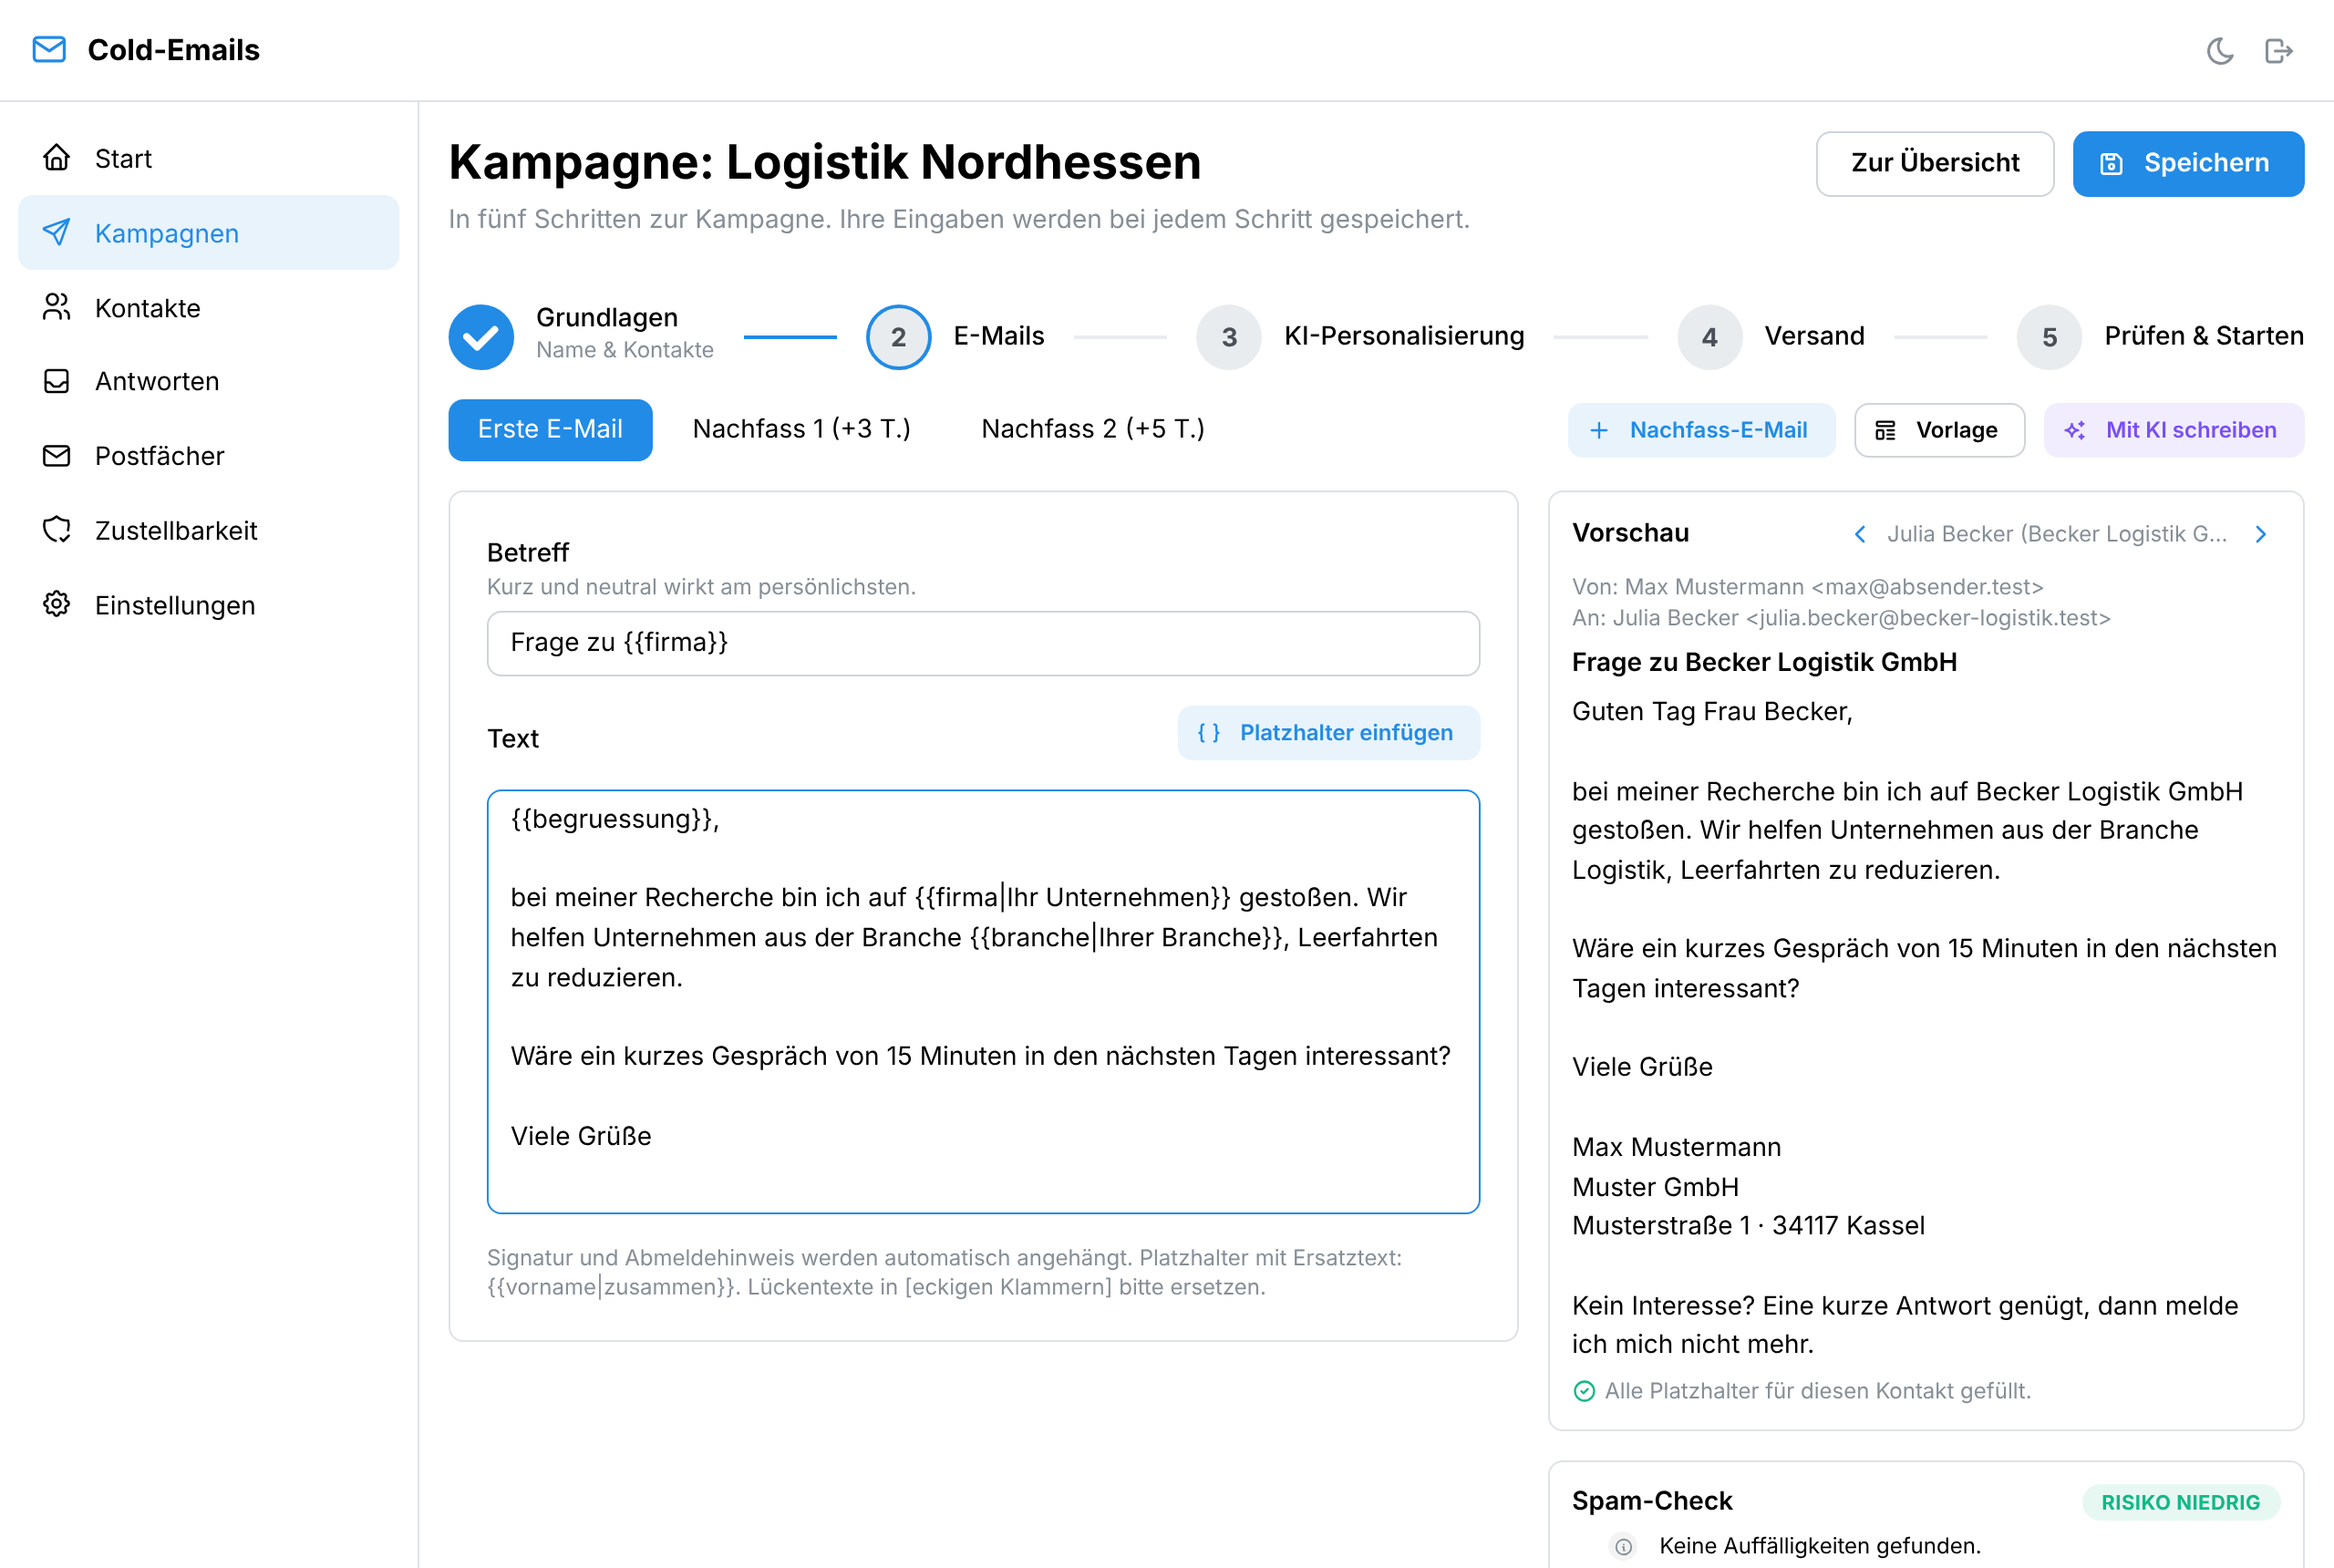 Cold-Emails
Start
Kampagnen
Kontakte
Antworten
Postfächer
Zustellbarkeit
Einstellungen
Kampagne: Logistik Nordhessen
In fünf Schritten zur Kampagne. Ihre Eingaben werden bei jedem Schritt gespeichert.
Zur Übersicht
Speichern
Grundlagen
Name & Kontakte
2
E-Mails
3
KI-Personalisierung
4
Versand
5
Prüfen & Starten
Erste E-Mail
Nachfass 1 (+3 T.)
Nachfass 2 (+5 T.)
+ Nachfass-E-Mail
Vorlage
Mit KI schreiben
Betreff
Kurz und neutral wirkt am persönlichsten.
Frage zu {{firma}}
Text
{ } Platzhalter einfügen
{{begruessung}},
bei meiner Recherche bin ich auf {{firma|Ihr Unternehmen}} gestoßen. Wir
helfen Unternehmen aus der Branche {{branche|Ihrer Branche}}, Leerfahrten
zu reduzieren.
Wäre ein kurzes Gespräch von 15 Minuten in den nächsten Tagen interessant?
Viele Grüße
Signatur und Abmeldehinweis werden automatisch angehängt. Platzhalter mit Ersatztext:
{{vorname|zusammen}}. Lückentexte in [eckigen Klammern] bitte ersetzen.
Vorschau
Julia Becker (Becker Logistik G...
Von: Max Mustermann <max@absender.test>
An: Julia Becker <julia.becker@becker-logistik.test>
Frage zu Becker Logistik GmbH
Guten Tag Frau Becker,
bei meiner Recherche bin ich auf Becker Logistik GmbH
gestoßen. Wir helfen Unternehmen aus der Branche
Logistik, Leerfahrten zu reduzieren.
Wäre ein kurzes Gespräch von 15 Minuten in den nächsten
Tagen interessant?
Viele Grüße
Max Mustermann
Muster GmbH
Musterstraße 1 · 34117 Kassel
Kein Interesse? Eine kurze Antwort genügt, dann melde
ich mich nicht mehr.
Alle Platzhalter für diesen Kontakt gefüllt.
Spam-Check
RISIKO NIEDRIG
Keine Auffälligkeiten gefunden.